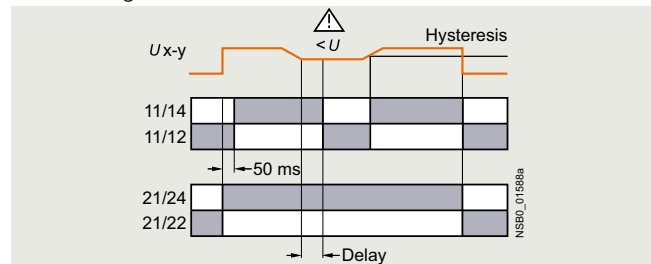 < U
Hysteresis
U x-y
11/14
11/12
50 ms
21/24
21/22
Delay
NSB0_01588a